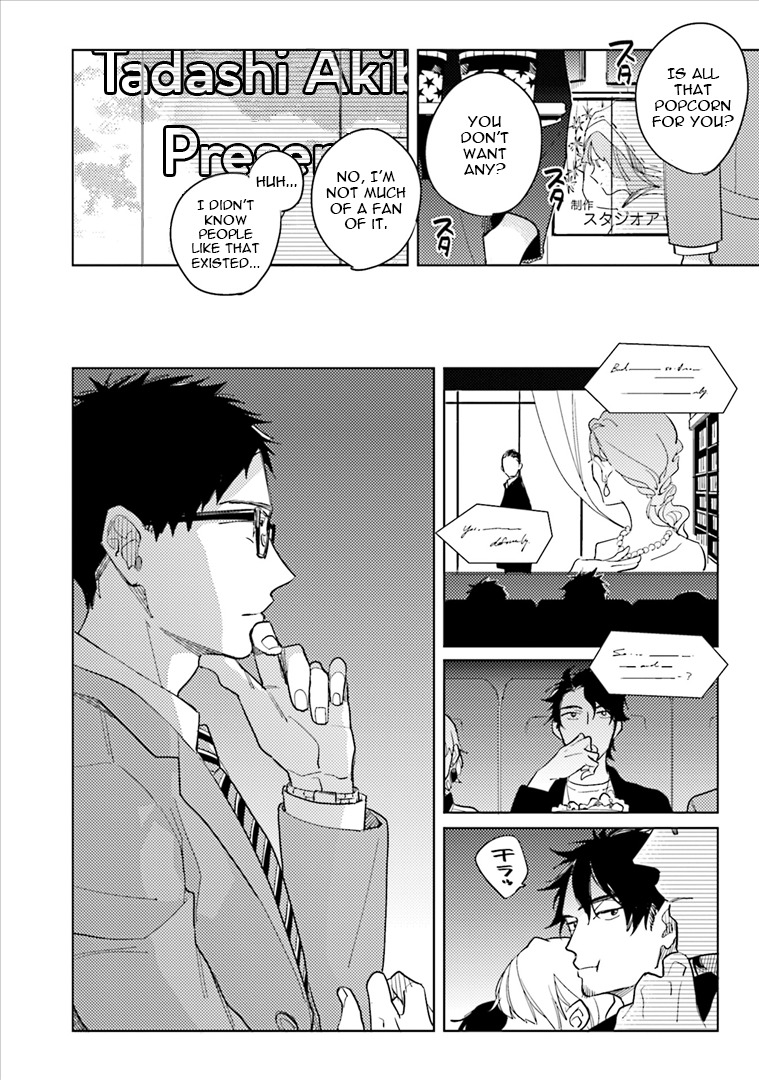 IS ALL
THAT
POPCORN
FOR YOU?
スタ
YOU
DON'T
WANT
ANY?
スタ
スタ
制作
スタジオア
Tadashi Akib
Presen
NO, I'M
NOT MUCH
OF A FAN
OF IT.
HUH...
I DIDN'T
KNOW
PEOPLE
LIKE THAT
EXISTED...
チラッ